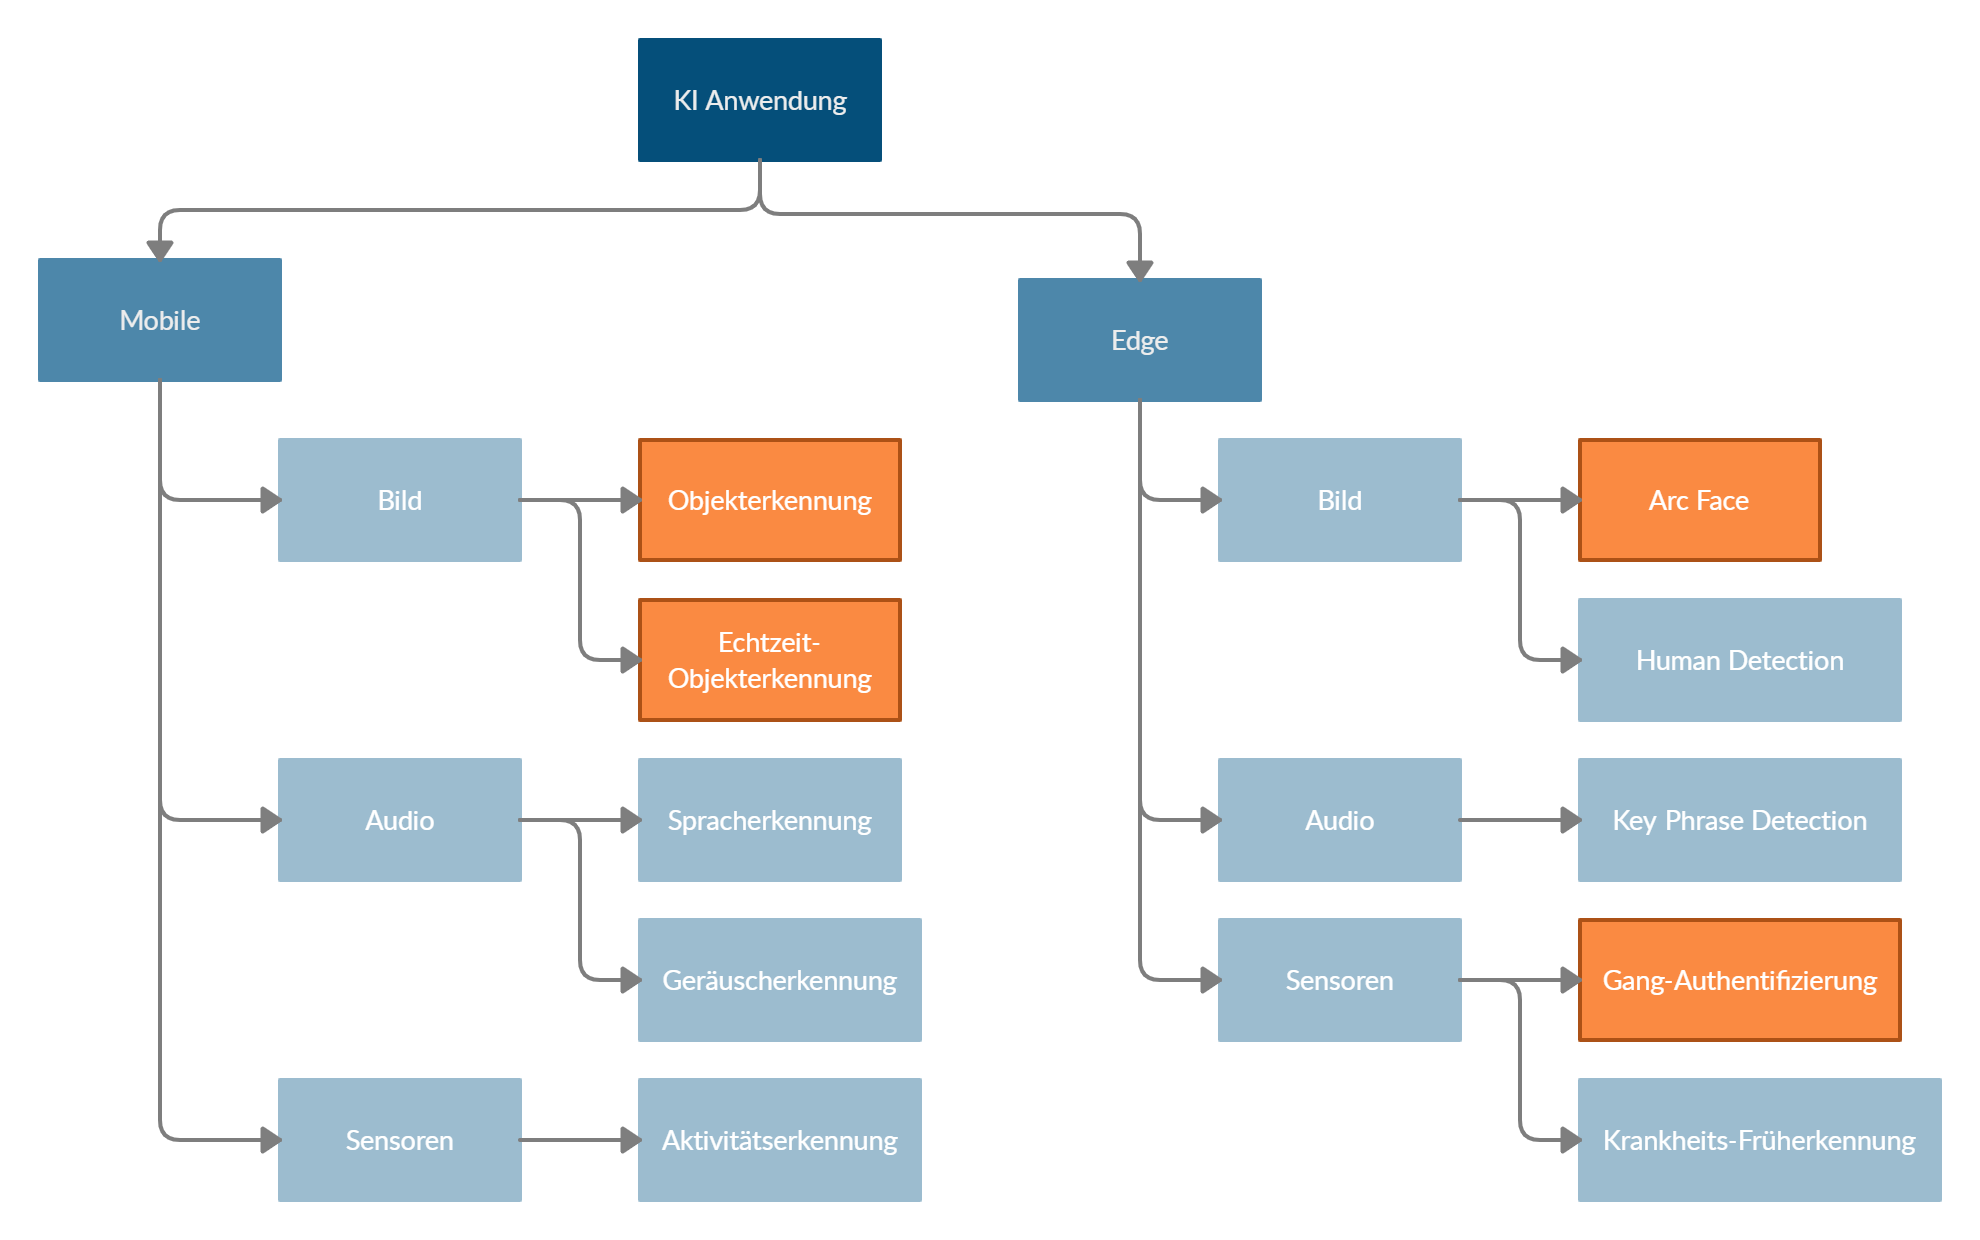 KI Anwendung
Mobile
Edge
Bild
Objekterkennung
Echtzeit-
Objekterkennung
Audio
Spracherkennung
Geräuscherkennung
Sensoren
Aktivitätserkennung
Bild
Arc Face
Human Detection
Audio
Key Phrase Detection
Sensoren
Gang-Authentifizierung
Krankheits-Früherkennung